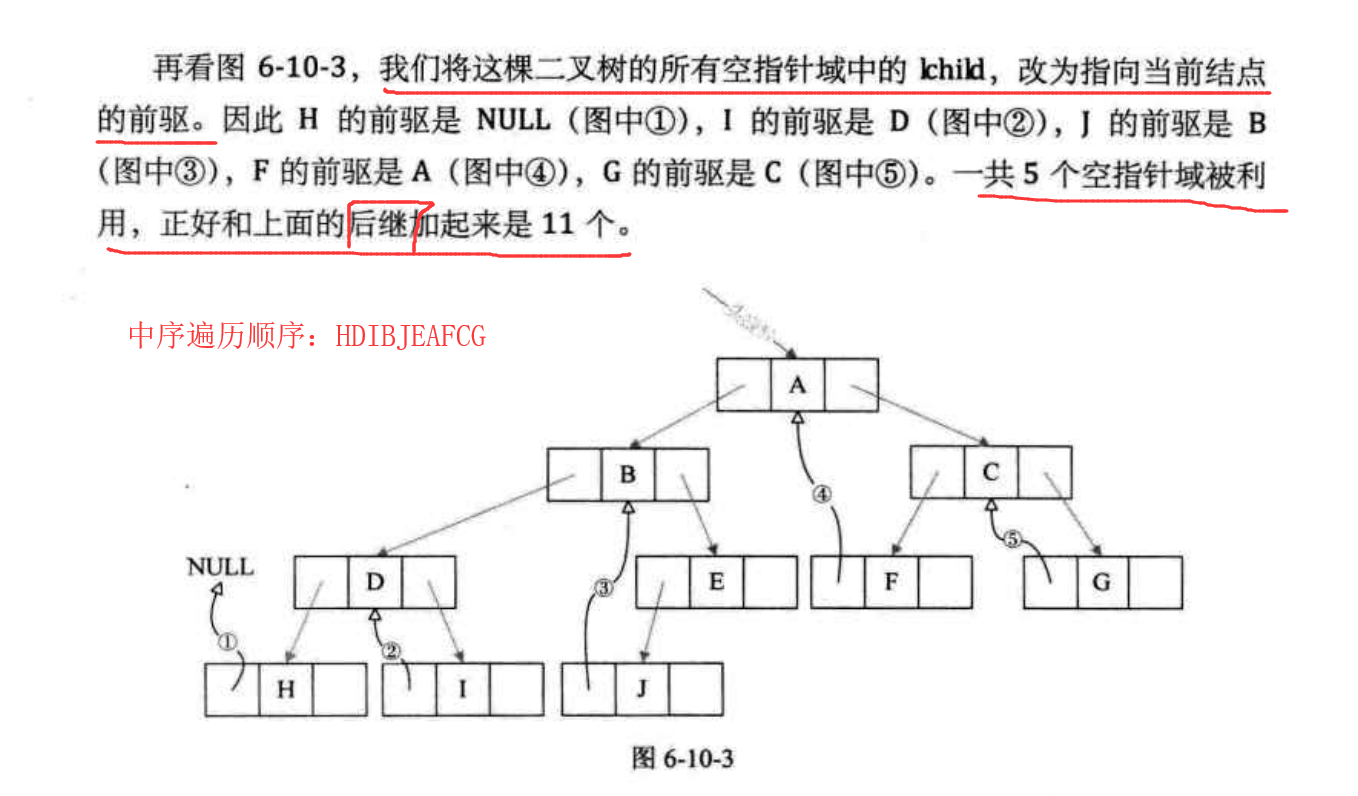 再看图 6-10-3，我们将这棵二叉树的所有空指针域中的 lchild，改为指向当前结点
的前驱。因此 H 的前驱是 NULL（图中①），I 的前驱是 D（图中②），J 的前驱是 B
（图中③），F 的前驱是 A（图中④），G 的前驱是 C（图中⑤）。一共 5 个空指针域被利
用，正好和上面的后继加起来是 11 个。
中序遍历顺序：HDIBJEAFCG
A
B
C
④
⑤
NULL
D
③
E
F
G
①
②
H
I
J
图 6-10-3